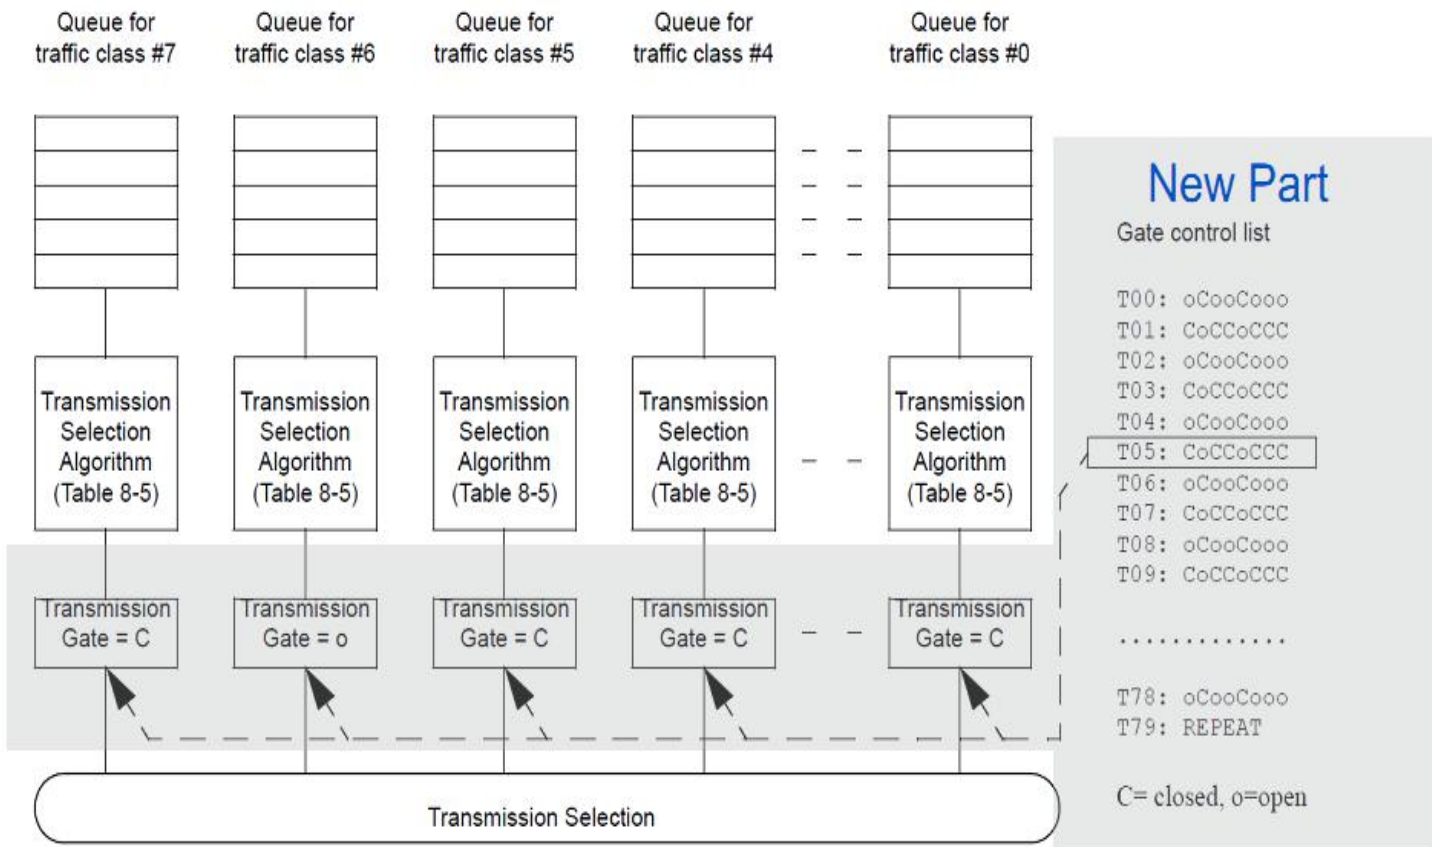 Queue for traffic class #7
Queue for traffic class #6
Queue for traffic class #5
Queue for traffic class #4
Queue for traffic class #0
New Part
Gate control list
T00: oCooCooo
T01: CoCCoCCC
T02: oCooCooo
T03: CoCCoCCC
T04: oCooCooo
T05: CoCCoCCC
T06: oCooCooo
T07: CoCCoCCC
T08: oCooCooo
T09: CoCCoCCC
.............
T78: oCooCooo
T79: REPEAT
C= closed, o=open
Transmission
Selection
Algorithm
(Table 8-5)
Transmission
Selection
Algorithm
(Table 8-5)
Transmission
Selection
Algorithm
(Table 8-5)
Transmission
Selection
Algorithm
(Table 8-5)
Transmission
Selection
Algorithm
(Table 8-5)
Transmission
Gate = C
Transmission
Gate = o
Transmission
Gate = C
Transmission
Gate = C
Transmission
Gate = C
Transmission Selection